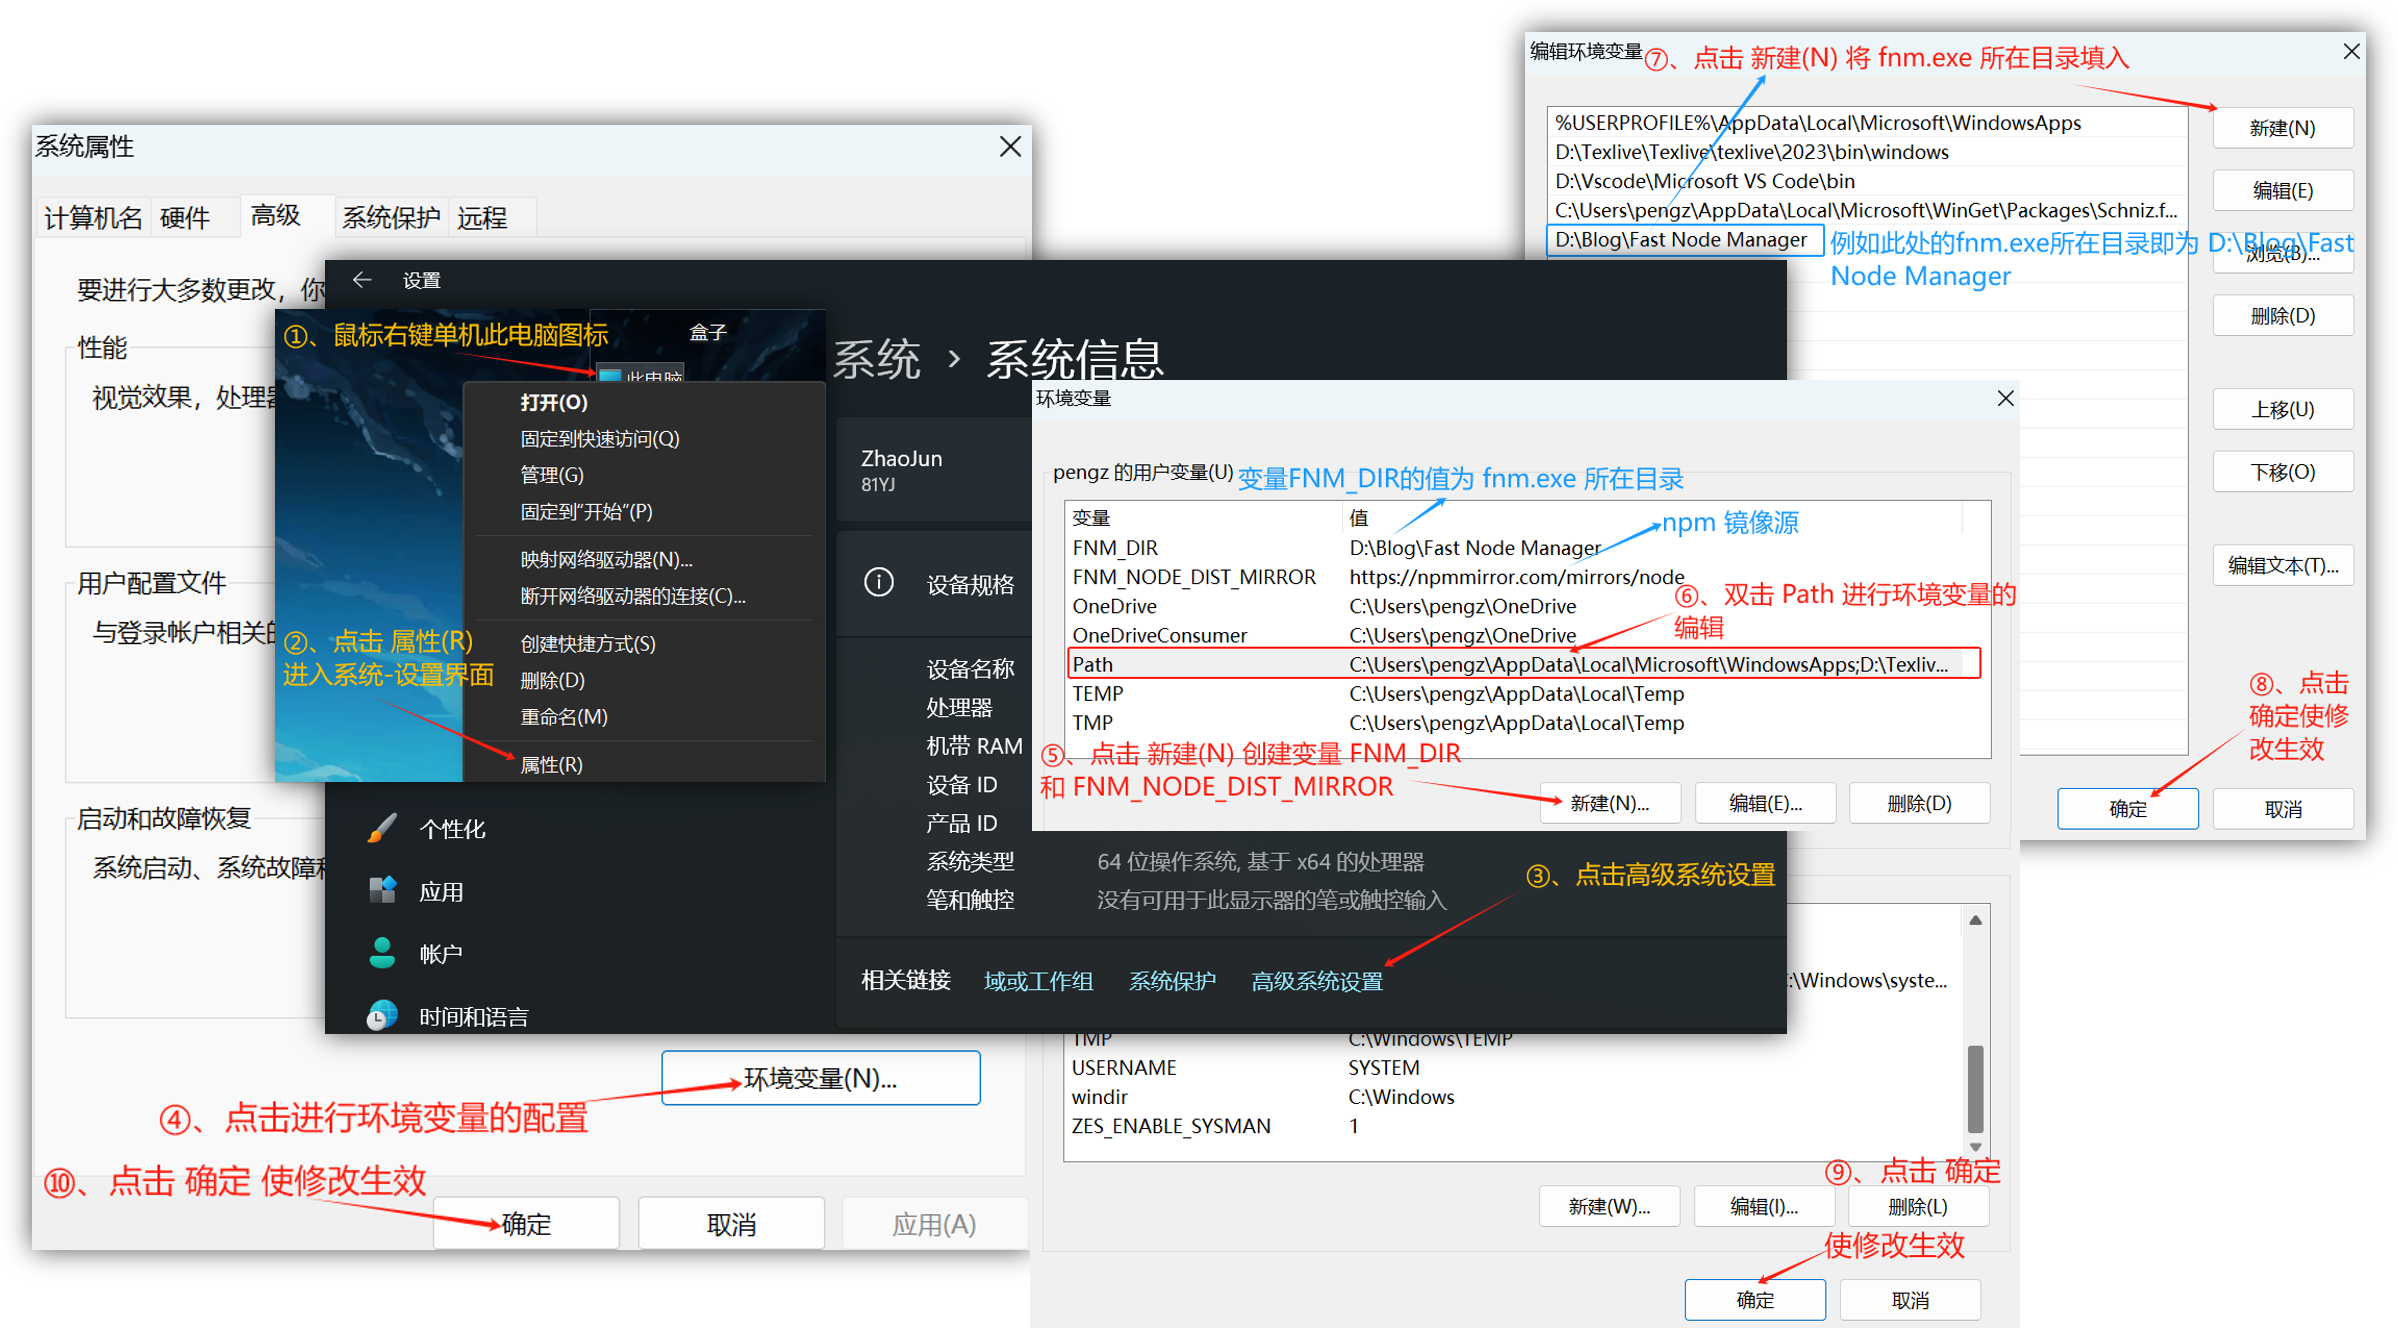 系统属性
计算机名
硬件
高级
系统保护
远程
要进行大多数更改，你
性能
视觉效果，处理器
用户配置文件
与登录帐户相关的
启动和故障恢复
系统启动、系统故障和
环境变量(N)...
④、点击进行环境变量的配置
⑩、点击 确定 使修改生效
确定
取消
应用(A)
设置
①、鼠标右键单机此电脑图标
盒子
此电脑
打开(O)
固定到快速访问(Q)
管理(G)
固定到“开始”(P)
映射网络驱动器(N)...
断开网络驱动器的连接(C)...
创建快捷方式(S)
删除(D)
重命名(M)
属性(R)
②、点击 属性(R)
进入系统-设置界面
个性化
应用
帐户
时间和语言
系统 › 系统信息
ZhaoJun
81YJ
设备规格
设备名称
处理器
机带 RAM
设备 ID
产品 ID
系统类型 64 位操作系统, 基于 x64 的处理器
笔和触控 没有可用于此显示器的笔或触控输入
③、点击高级系统设置
相关链接 域或工作组 系统保护 高级系统设置
环境变量
pengz 的用户变量(U)
变量FNM_DIR的值为 fnm.exe 所在目录
变量 值
npm 镜像源
FNM_DIR D:\Blog\Fast Node Manager
FNM_NODE_DIST_MIRROR https://npmmirror.com/mirrors/node
OneDrive C:\Users\pengz\OneDrive
OneDriveConsumer C:\Users\pengz\OneDrive
⑥、双击 Path 进行环境变量的
编辑
Path C:\Users\pengz\AppData\Local\Microsoft\WindowsApps;D:\Texliv...
TEMP C:\Users\pengz\AppData\Local\Temp
TMP C:\Users\pengz\AppData\Local\Temp
⑤、点击 新建(N) 创建变量 FNM_DIR
和 FNM_NODE_DIST_MIRROR
新建(N)...
编辑(E)...
删除(D)
:\Windows\syste...
TMP C:\Windows\TEMP
USERNAME SYSTEM
windir C:\Windows
ZES_ENABLE_SYSMAN 1
⑨、点击 确定
新建(W)...
编辑(I)...
删除(L)
使修改生效
确定
取消
编辑环境变量
⑦、点击 新建(N) 将 fnm.exe 所在目录填入
%USERPROFILE%\AppData\Local\Microsoft\WindowsApps
D:\Texlive\Texlive\texlive\2023\bin\windows
D:\Vscode\Microsoft VS Code\bin
C:\Users\pengz\AppData\Local\Microsoft\WinGet\Packages\Schniz.f...
D:\Blog\Fast Node Manager
例如此处的fnm.exe所在目录即为 D:\Blog\Fast
Node Manager
新建(N)
编辑(E)
浏览(B)...
删除(D)
上移(U)
下移(O)
编辑文本(T)...
⑧、点击
确定使修
改生效
确定
取消